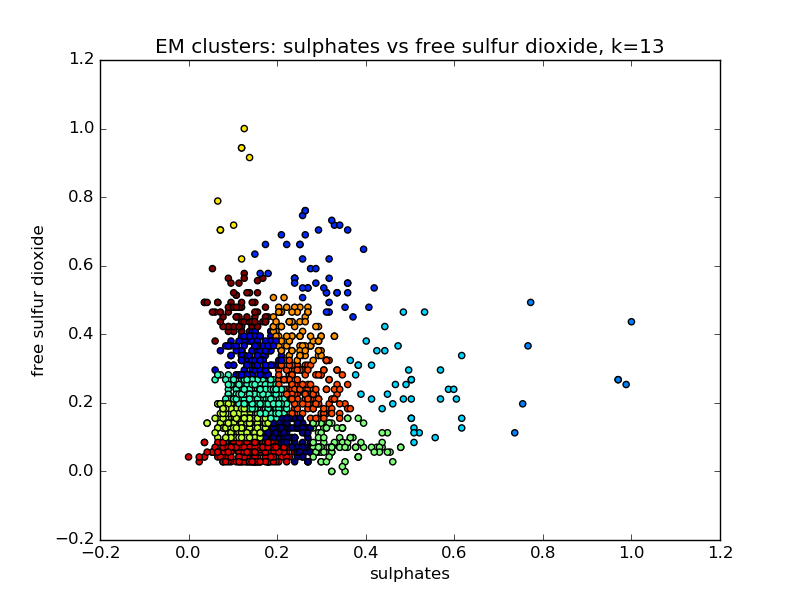 EM clusters: sulphates vs free sulfur dioxide, k=13
1.2
1.0
0.8
0.6
0.4
0.2
0.0
−0.2
free sulfur dioxide
−0.2 0.0 0.2 0.4 0.6 0.8 1.0 1.2
sulphates